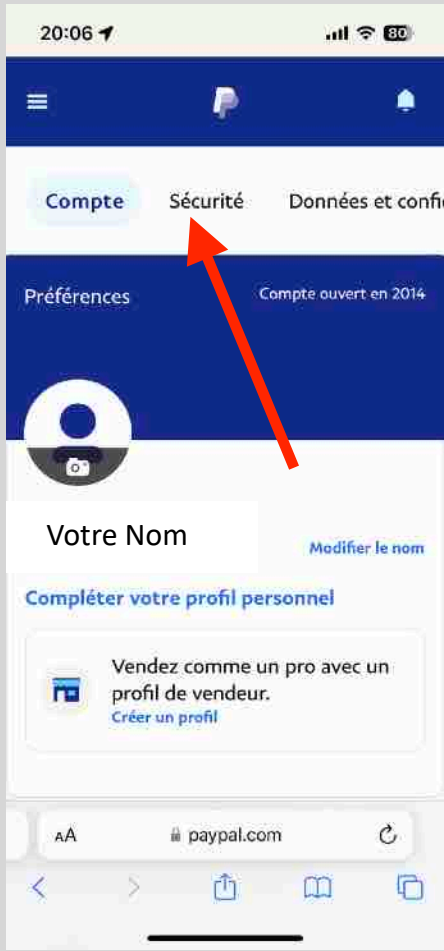 20:06
80
Compte Sécurité Données et confi
Préférences Compte ouvert en 2014
Votre Nom
Modifier le nom
Compléter votre profil personnel
Vendez comme un pro avec un
profil de vendeur.
Créer un profil
AA paypal.com